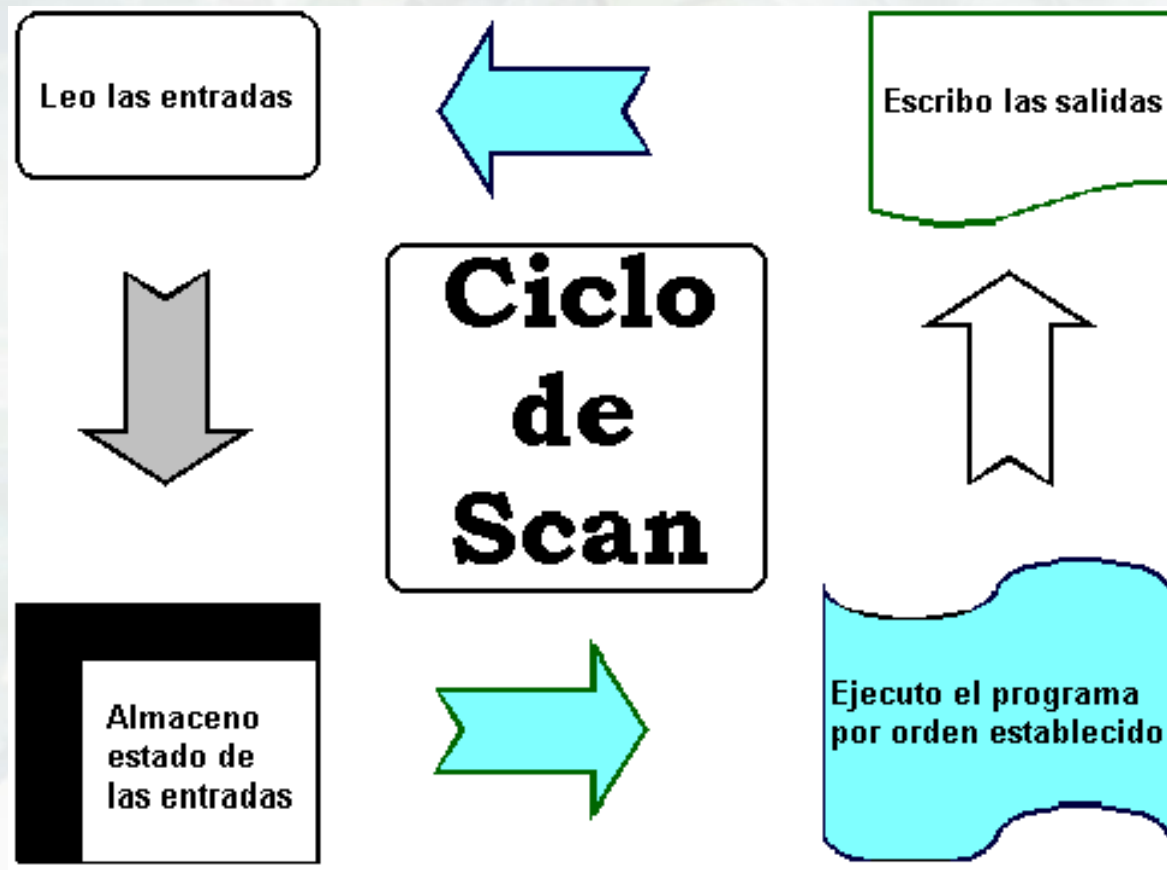 Leo las entradas
Escribo las salidas
Ciclo
de
Scan
Almaceno
estado de
las entradas
Ejecuto el programa
por orden establecido